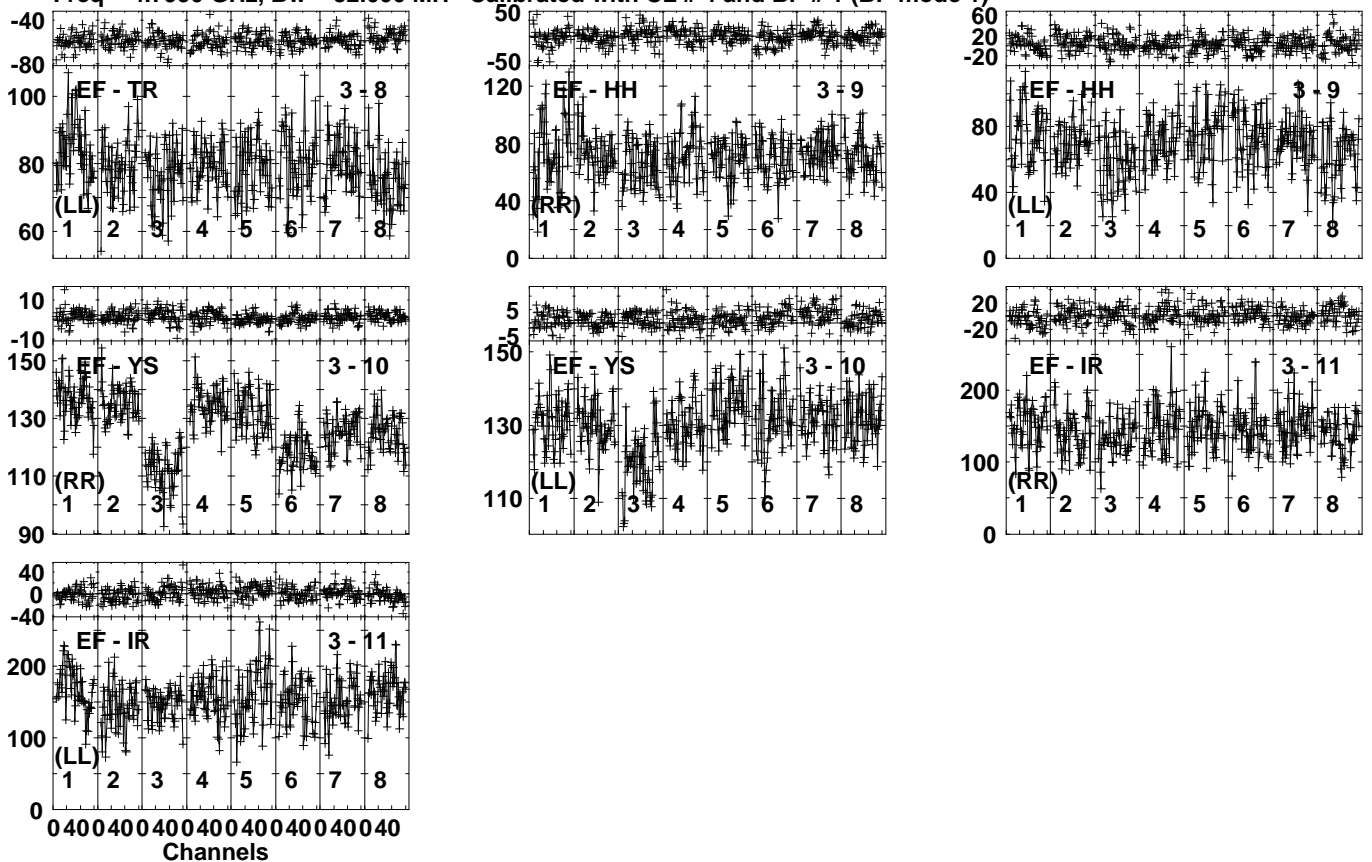 -40
-80
100
80
60
EF - TR 3 - 8
(LL)
1 2 3 4 5 6 7 8
50
-50
120
80
40
0
EF - HH 3 - 9
(RR)
1 2 3 4 5 6 7 8
60
20
-20
80
40
0
EF - HH 3 - 9
(LL)
1 2 3 4 5 6 7 8
10
-10
150
130
110
90
EF - YS 3 - 10
(RR)
1 2 3 4 5 6 7 8
5
-5
150
130
110
EF - YS 3 - 10
(LL)
1 2 3 4 5 6 7 8
20
-20
200
100
0
EF - IR 3 - 11
(RR)
1 2 3 4 5 6 7 8
40
0
-40
200
100
0
EF - IR 3 - 11
(LL)
1 2 3 4 5 6 7 8
0 40 0 40 0 40 0 40 0 40 0 40 0 40 0 40
Channels